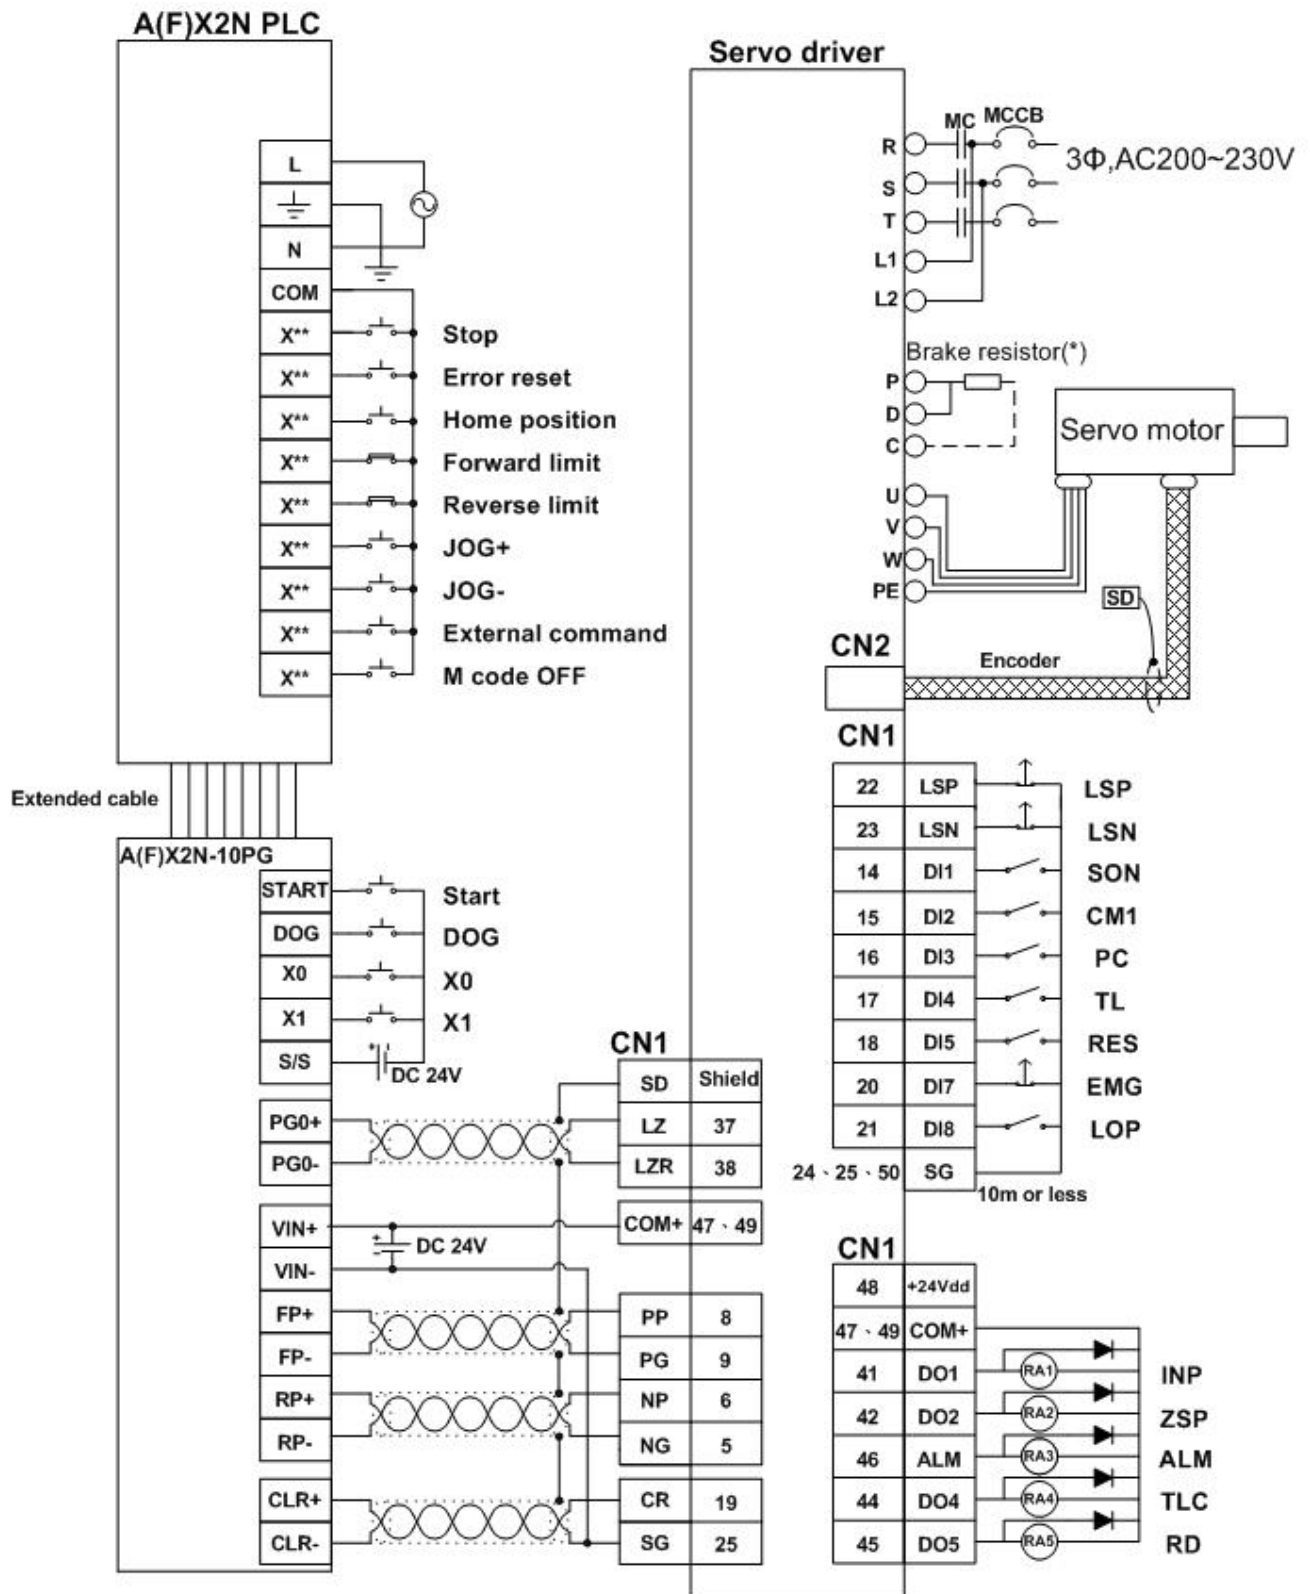 A(F)X2N PLC
L
N
COM
X** Stop
X** Error reset
X** Home position
X** Forward limit
X** Reverse limit
X** JOG+
X** JOG-
X** External command
X** M code OFF
Extended cable
A(F)X2N-10PG
START Start
DOG DOG
X0 X0
X1 X1
S/S DC 24V
PG0+
PG0-
VIN+
DC 24V
VIN-
FP+
FP-
RP+
RP-
CLR+
CLR-
CN1
SD Shield
LZ 37
LZR 38
COM+ 47、49
PP 8
PG 9
NP 6
NG 5
CR 19
SG 25
Servo driver
MC MCCB
R
S
T
L1
L2
3Φ,AC200~230V
Brake resistor(*)
P
D
C
Servo motor
U
V
W
PE
SD
CN2
Encoder
CN1
22 LSP LSP
23 LSN LSN
14 DI1 SON
15 DI2 CM1
16 DI3 PC
17 DI4 TL
18 DI5 RES
20 DI7 EMG
21 DI8 LOP
24、25、50 SG
10m or less
CN1
48 +24Vdd
47、49 COM+
41 DO1 RA1 INP
42 DO2 RA2 ZSP
46 ALM RA3 ALM
44 DO4 RA4 TLC
45 DO5 RA5 RD